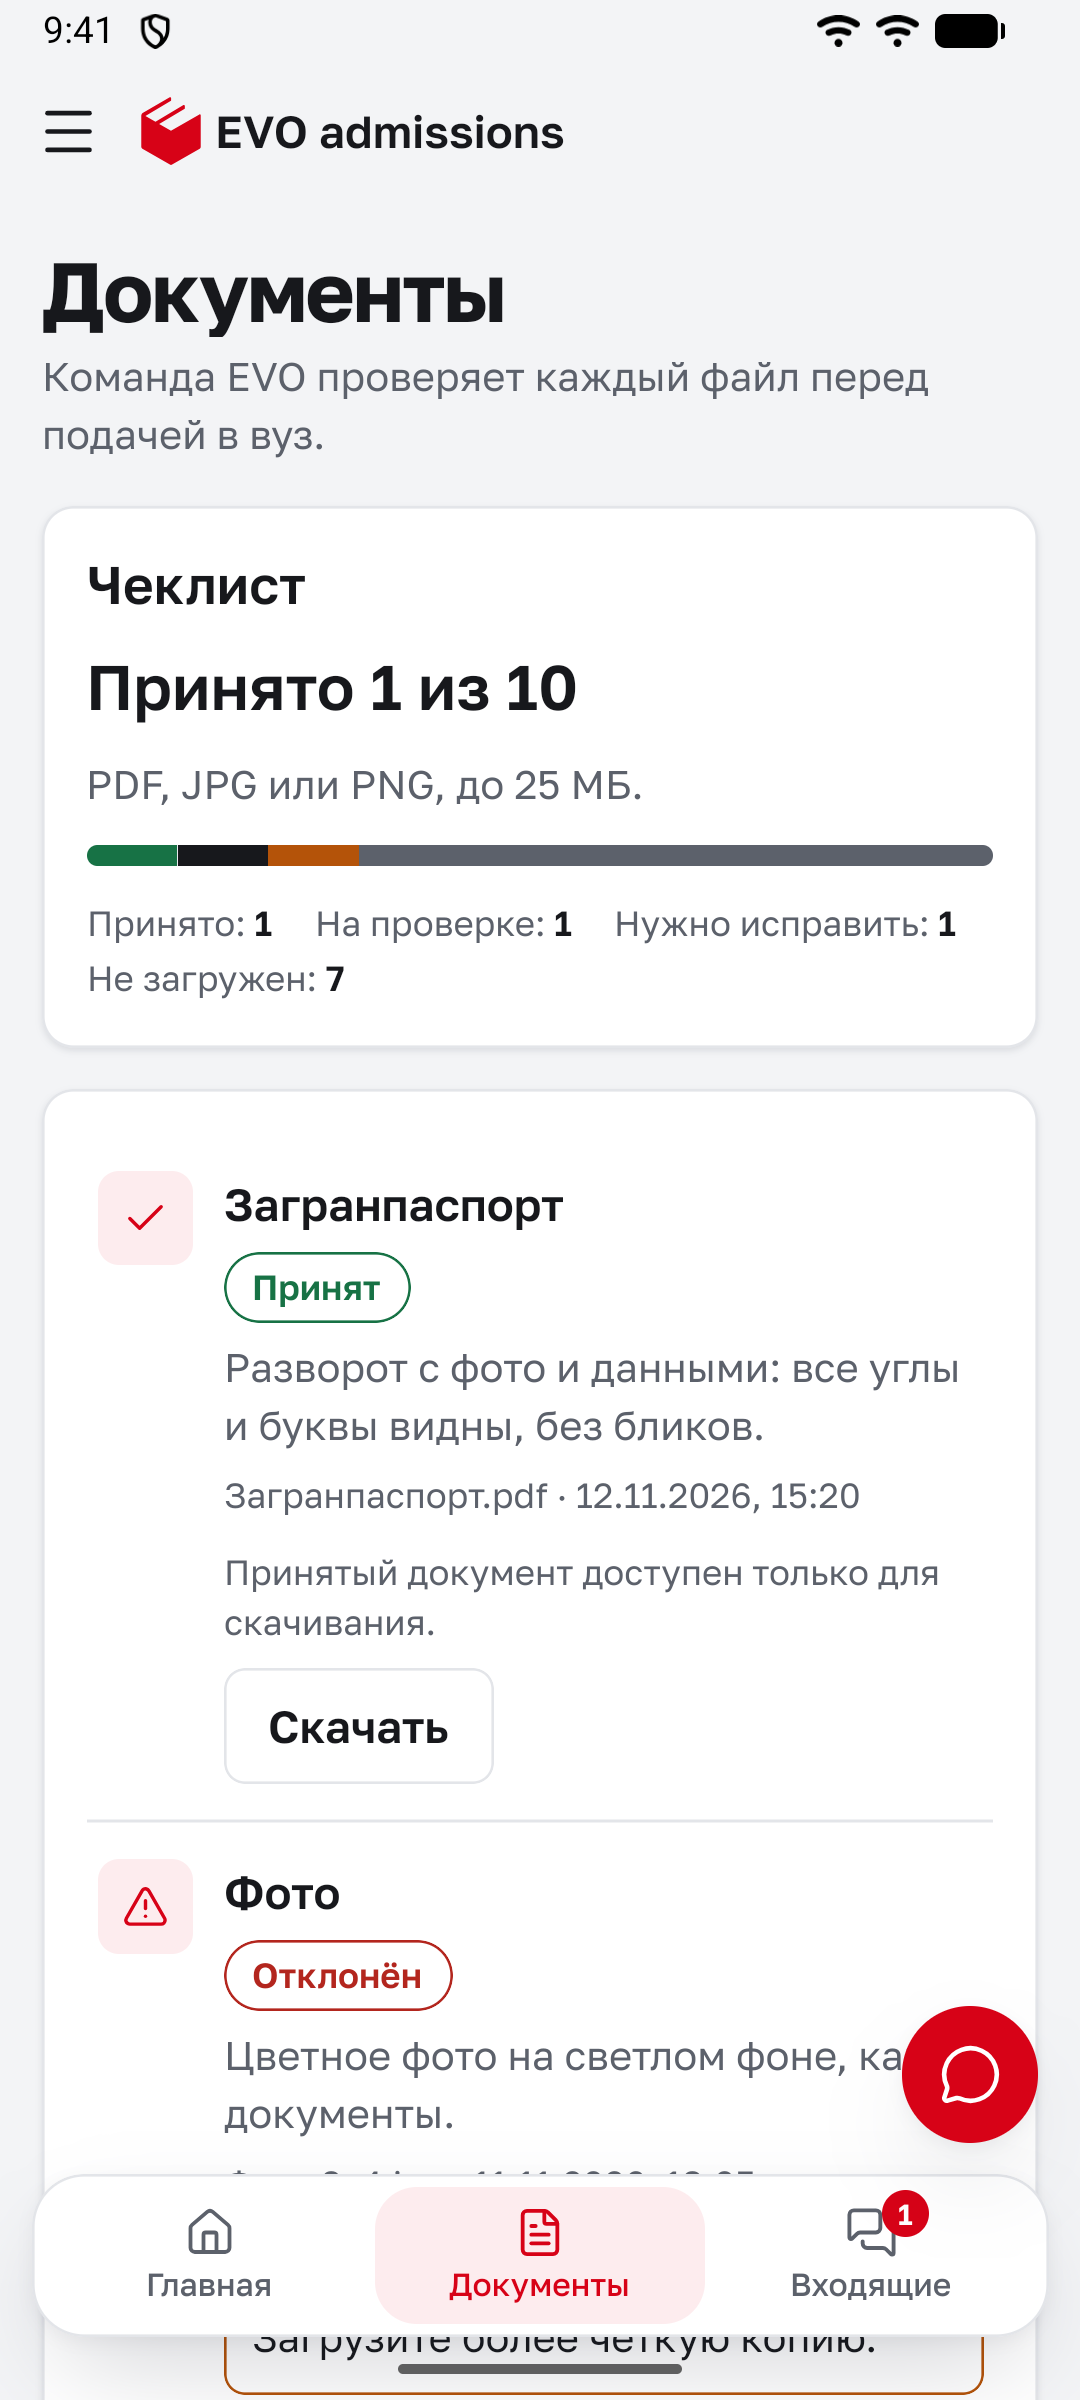 9:41
EVO admissions
Документы
Команда EVO проверяет каждый файл перед
подачей в вуз.
Чеклист
Принято 1 из 10
PDF, JPG или PNG, до 25 МБ.
Принято: 1 На проверке: 1 Нужно исправить: 1
Не загружен: 7
Загранпаспорт
Принят
Разворот с фото и данными: все углы
и буквы видны, без бликов.
Загранпаспорт.pdf · 12.11.2026, 15:20
Принятый документ доступен только для
скачивания.
Скачать
Фото
Отклонён
Цветное фото на светлом фоне, ка
документы.
1
Главная
Документы
Входящие
Загрузите более чёткую копию.